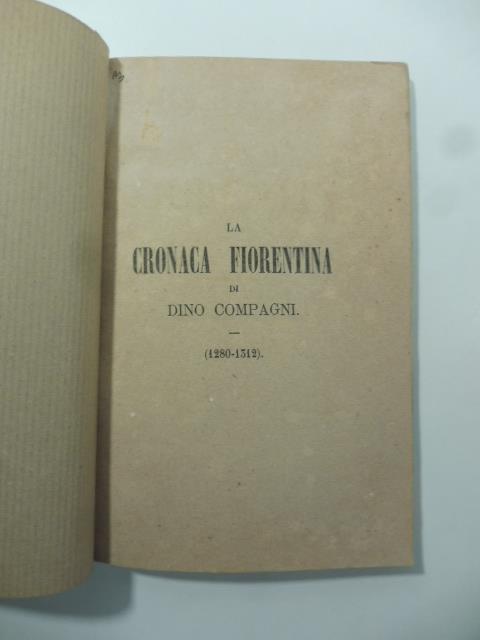 LA
CRONACA FIORENTINA
DI
DINO COMPAGNI.
(1280-1312).